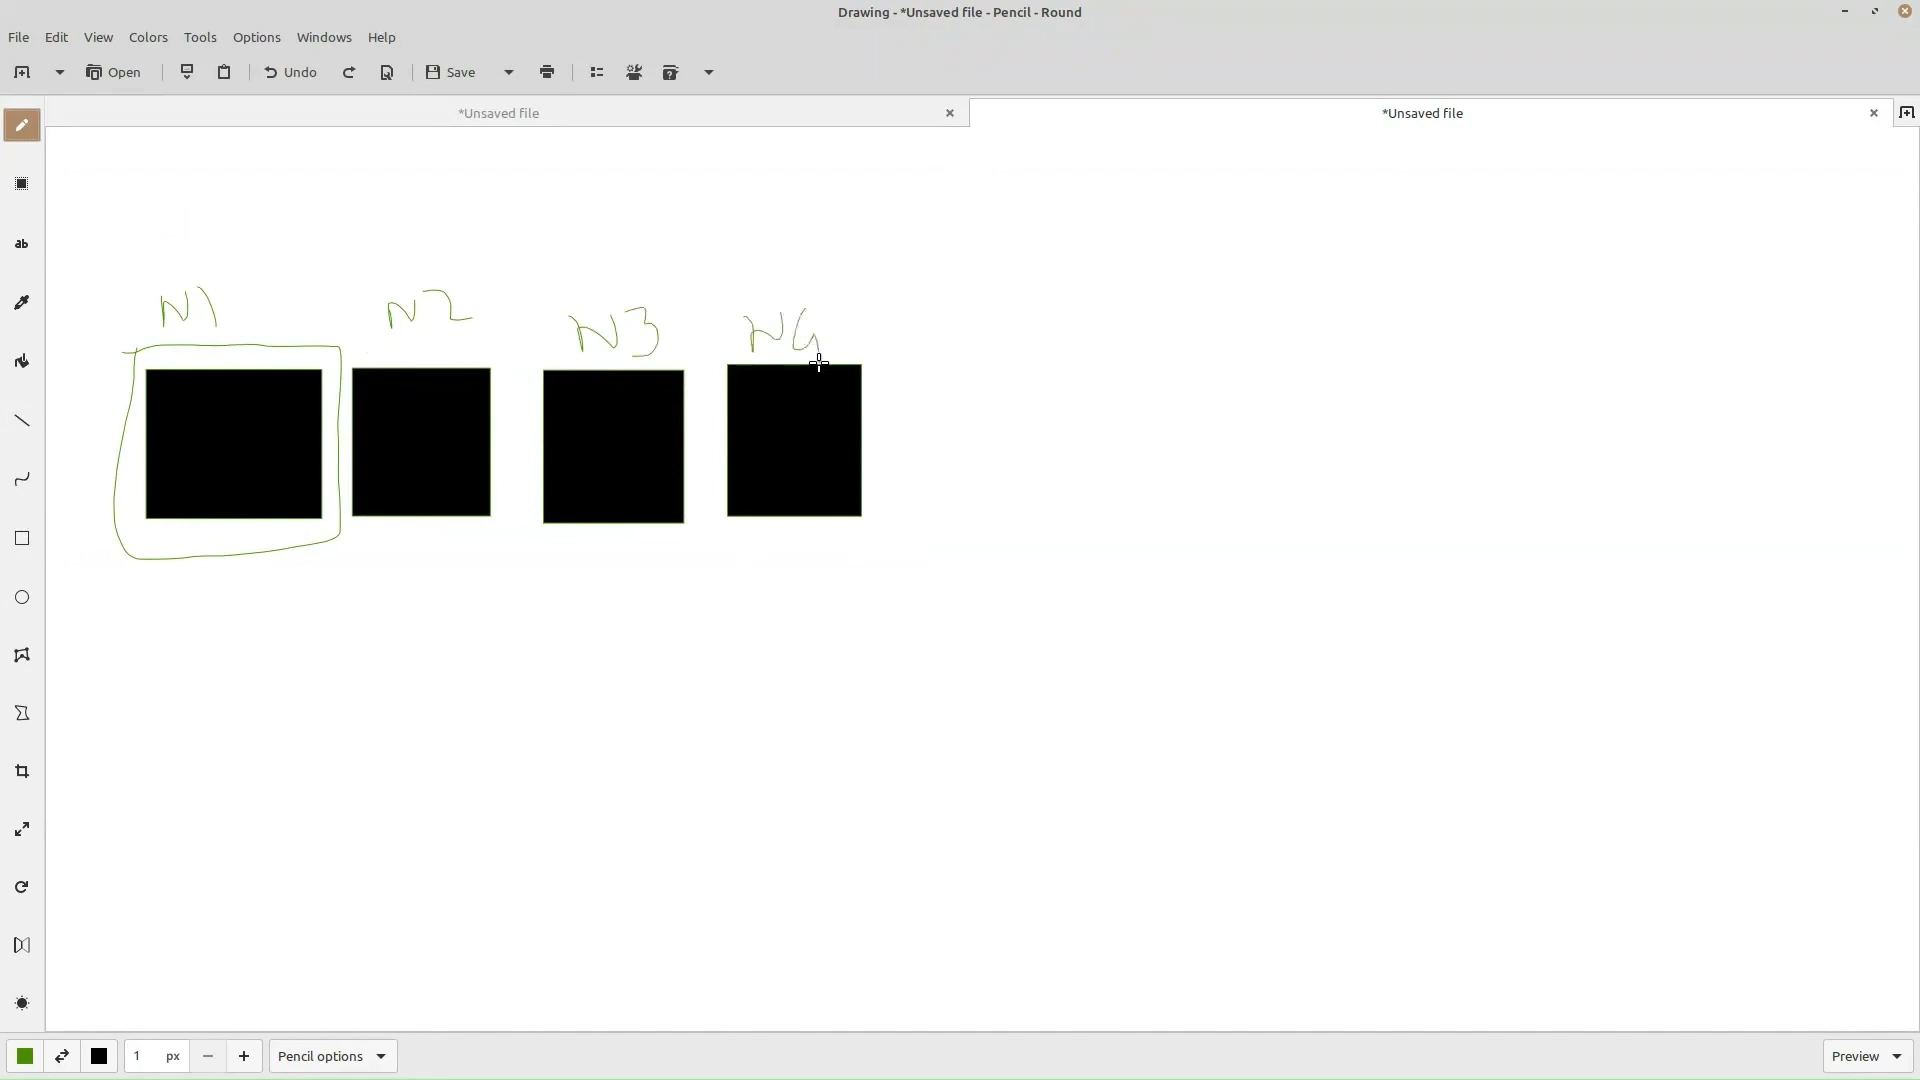 Drawing - *Unsaved file - Pencil - Round
File Edit View Colors Tools Options Windows Help
Open Undo Save
*Unsaved file *Unsaved file
ab
N1 N2 N3
1 px Pencil options Preview